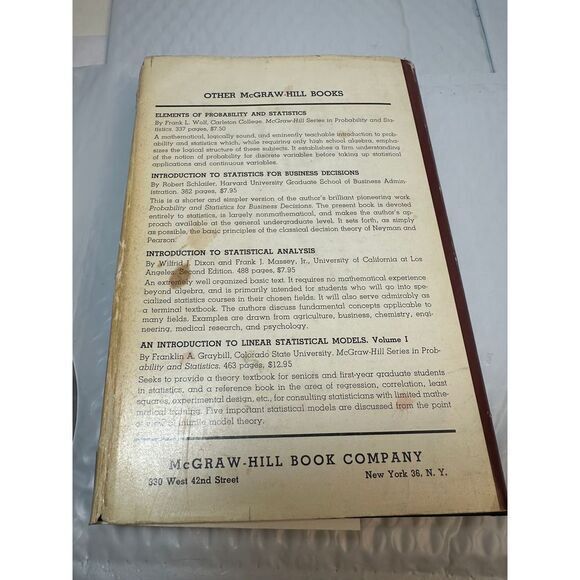 OTHER McGRAW-HILL BOOKS
ELEMENTS OF PROBABILITY AND STATISTICS
By Frank L. Wolf, Carleton College. McGraw-Hill Series in Probability and Sta-
tistics. 337 pages, $7.50
A mathematical, logically sound, and eminently teachable introduction to prob-
ability and statistics which, while requiring only high school algebra, empha-
sizes the logical structure of these subjects. It establishes a firm understanding
of the notion of probability for discrete variables before taking up statistical
applications and continuous variables.
INTRODUCTION TO STATISTICS FOR BUSINESS DECISIONS
By Robert Schlaifer, Harvard University Graduate School of Business Admin-
istration. 382 pages, $7.95
This is a shorter and simpler version of the author's brilliant pioneering work
Probability and Statistics for Business Decisions. The present book is devoted
entirely to statistics, is largely nonmathematical, and makes the author's ap-
proach available at the general undergraduate level. It sets forth, as simply
as possible, the basic principles of the classical decision theory of Neyman and
Pearson.
INTRODUCTION TO STATISTICAL ANALYSIS
By Wilfrid J. Dixon and Frank J. Massey, Jr., University of California at Los
Angeles. Second Edition. 488 pages, $7.95
An extremely well organized basic text. It requires no mathematical experience
beyond algebra, and is primarily intended for students who will go into spe-
cialized statistics courses in their chosen fields. It will also serve admirably as
a terminal textbook. The authors discuss fundamental concepts applicable to
many fields. Examples are drawn from agriculture, business, chemistry, engi-
neering, medical research, and psychology.
AN INTRODUCTION TO LINEAR STATISTICAL MODELS. Volume I
By Franklin A. Graybill, Colorado State University. McGraw-Hill Series in Prob-
ability and Statistics. 463 pages, $12.95
Seeks to provide a theory textbook for seniors and first-year graduate students
in statistics, and a reference book in the area of regression, correlation, least
squares, experimental design, etc., for consulting statisticians with limited mathe-
matical training. Five important statistical models are discussed from the point
of view of infinite model theory.
McGRAW-HILL BOOK COMPANY
330 West 42nd Street New York 36, N. Y.